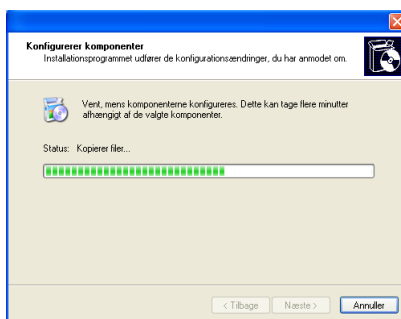 Konfigurerer komponenter
Installationsprogrammet udfører de konfigurationsændringer, du har anmodet om.
Vent, mens komponenterne konfigureres. Dette kan tage flere minutter
afhængigt af de valgte komponenter.
Status: Kopierer filer...
< Tilbage Næste > Annuller